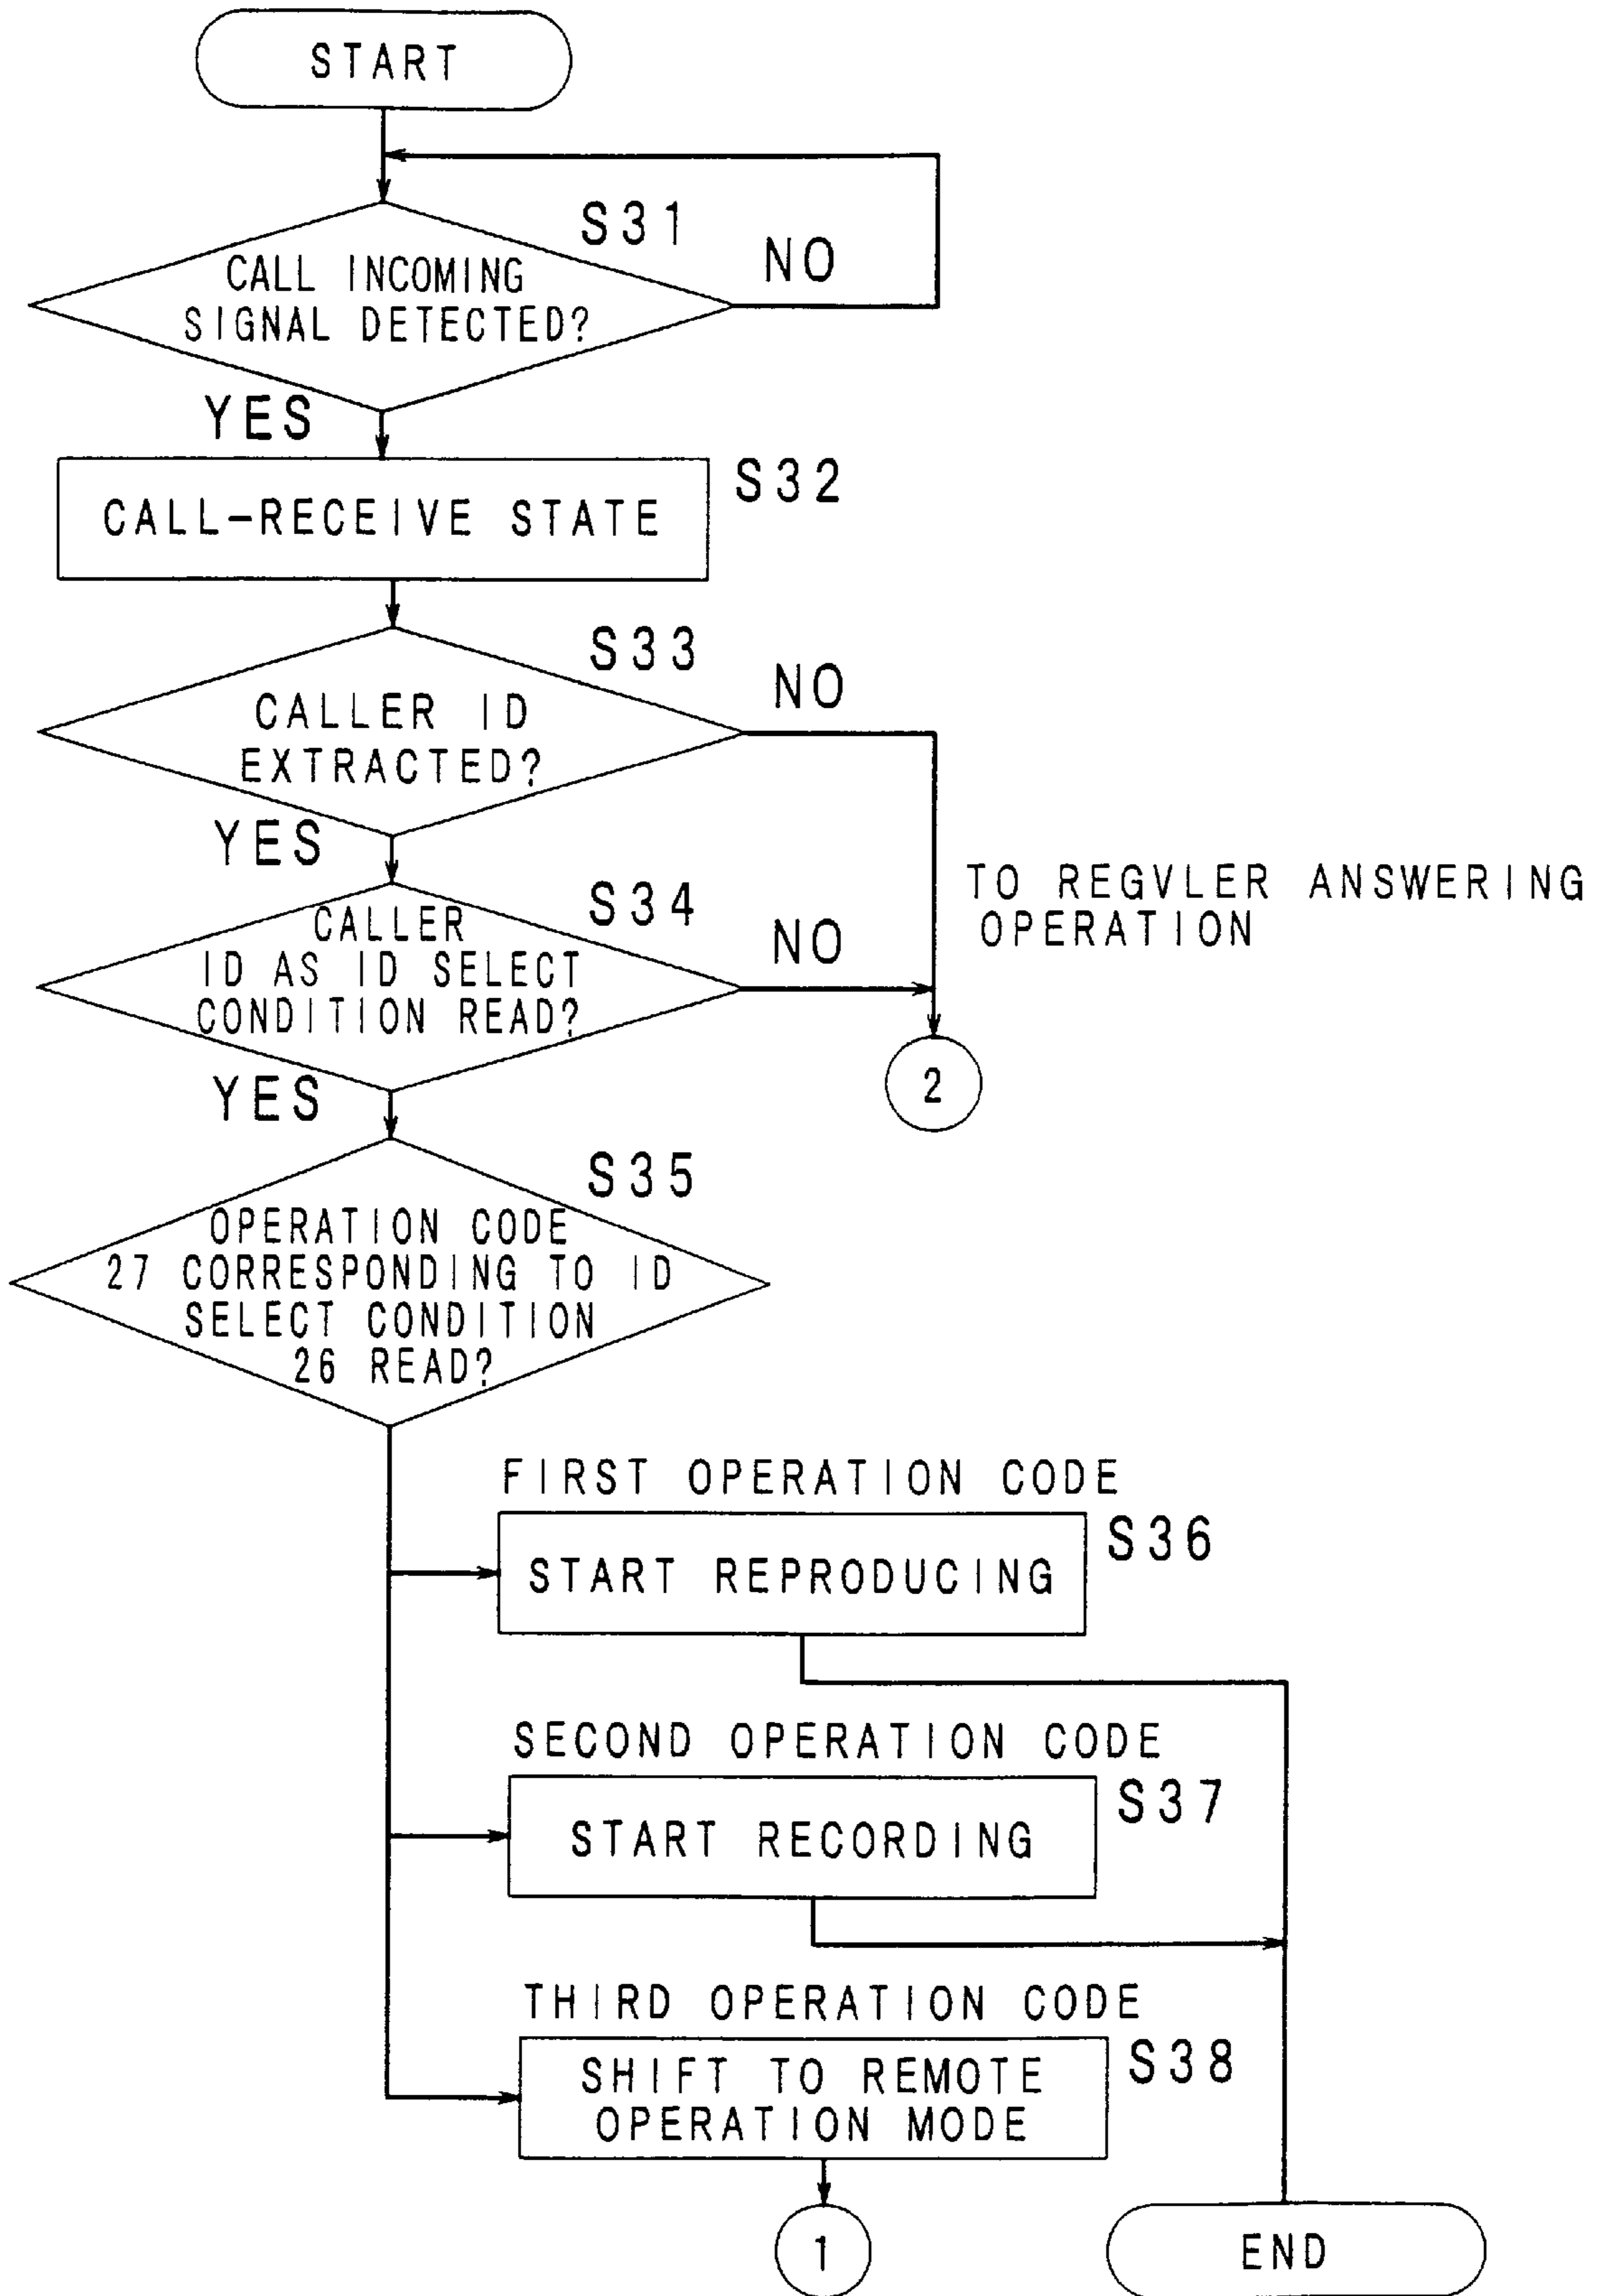 START
S31
NO
CALL INCOMING
SIGNAL DETECTED?
YES
S32
CALL-RECEIVE STATE
S33
NO
CALLER ID
EXTRACTED?
YES
TO REGVLER ANSWERING
OPERATION
S34
NO
CALLER
ID AS ID SELECT
CONDITION READ?
2
YES
S35
OPERATION CODE
27 CORRESPONDING TO ID
SELECT CONDITION
26 READ?
FIRST OPERATION CODE
S36
START REPRODUCING
SECOND OPERATION CODE
S37
START RECORDING
THIRD OPERATION CODE
S38
SHIFT TO REMOTE
OPERATION MODE
1
END